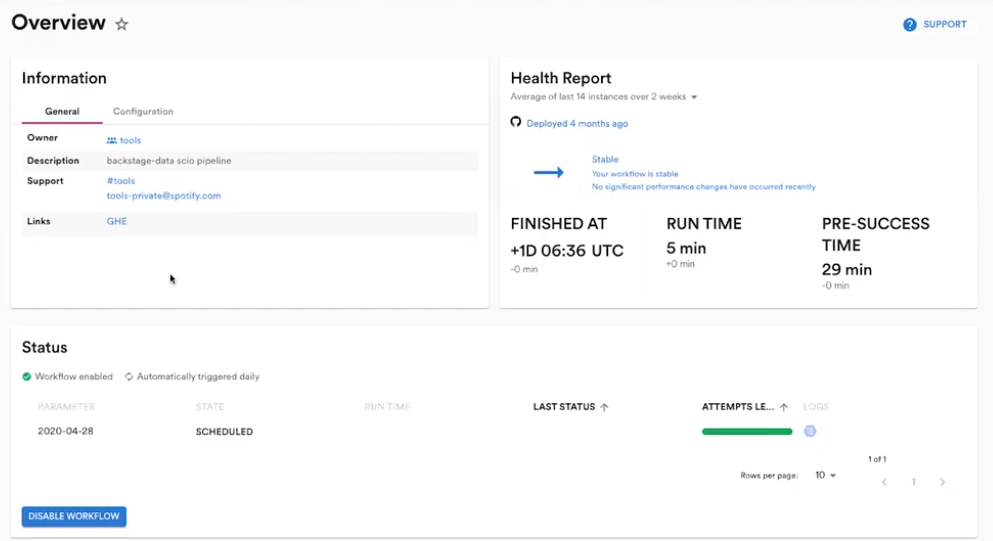 Overview
SUPPORT
Information
General Configuration
Owner tools
Description backstage-data scio pipeline
Support #tools
tools-private@spotify.com
Links GHE
Health Report
Average of last 14 instances over 2 weeks
Deployed 4 months ago
Stable
Your workflow is stable
No significant performance changes have occurred recently
FINISHED AT
+1D 06:36 UTC
-0 min
RUN TIME
5 min
+0 min
PRE-SUCCESS
TIME
29 min
-0 min
Status
Workflow enabled Automatically triggered daily
PARAMETER STATE RUN TIME LAST STATUS ATTEMPTS LE... LOGS
2020-04-28 SCHEDULED
1 of 1
Rows per page: 10
1
DISABLE WORKFLOW